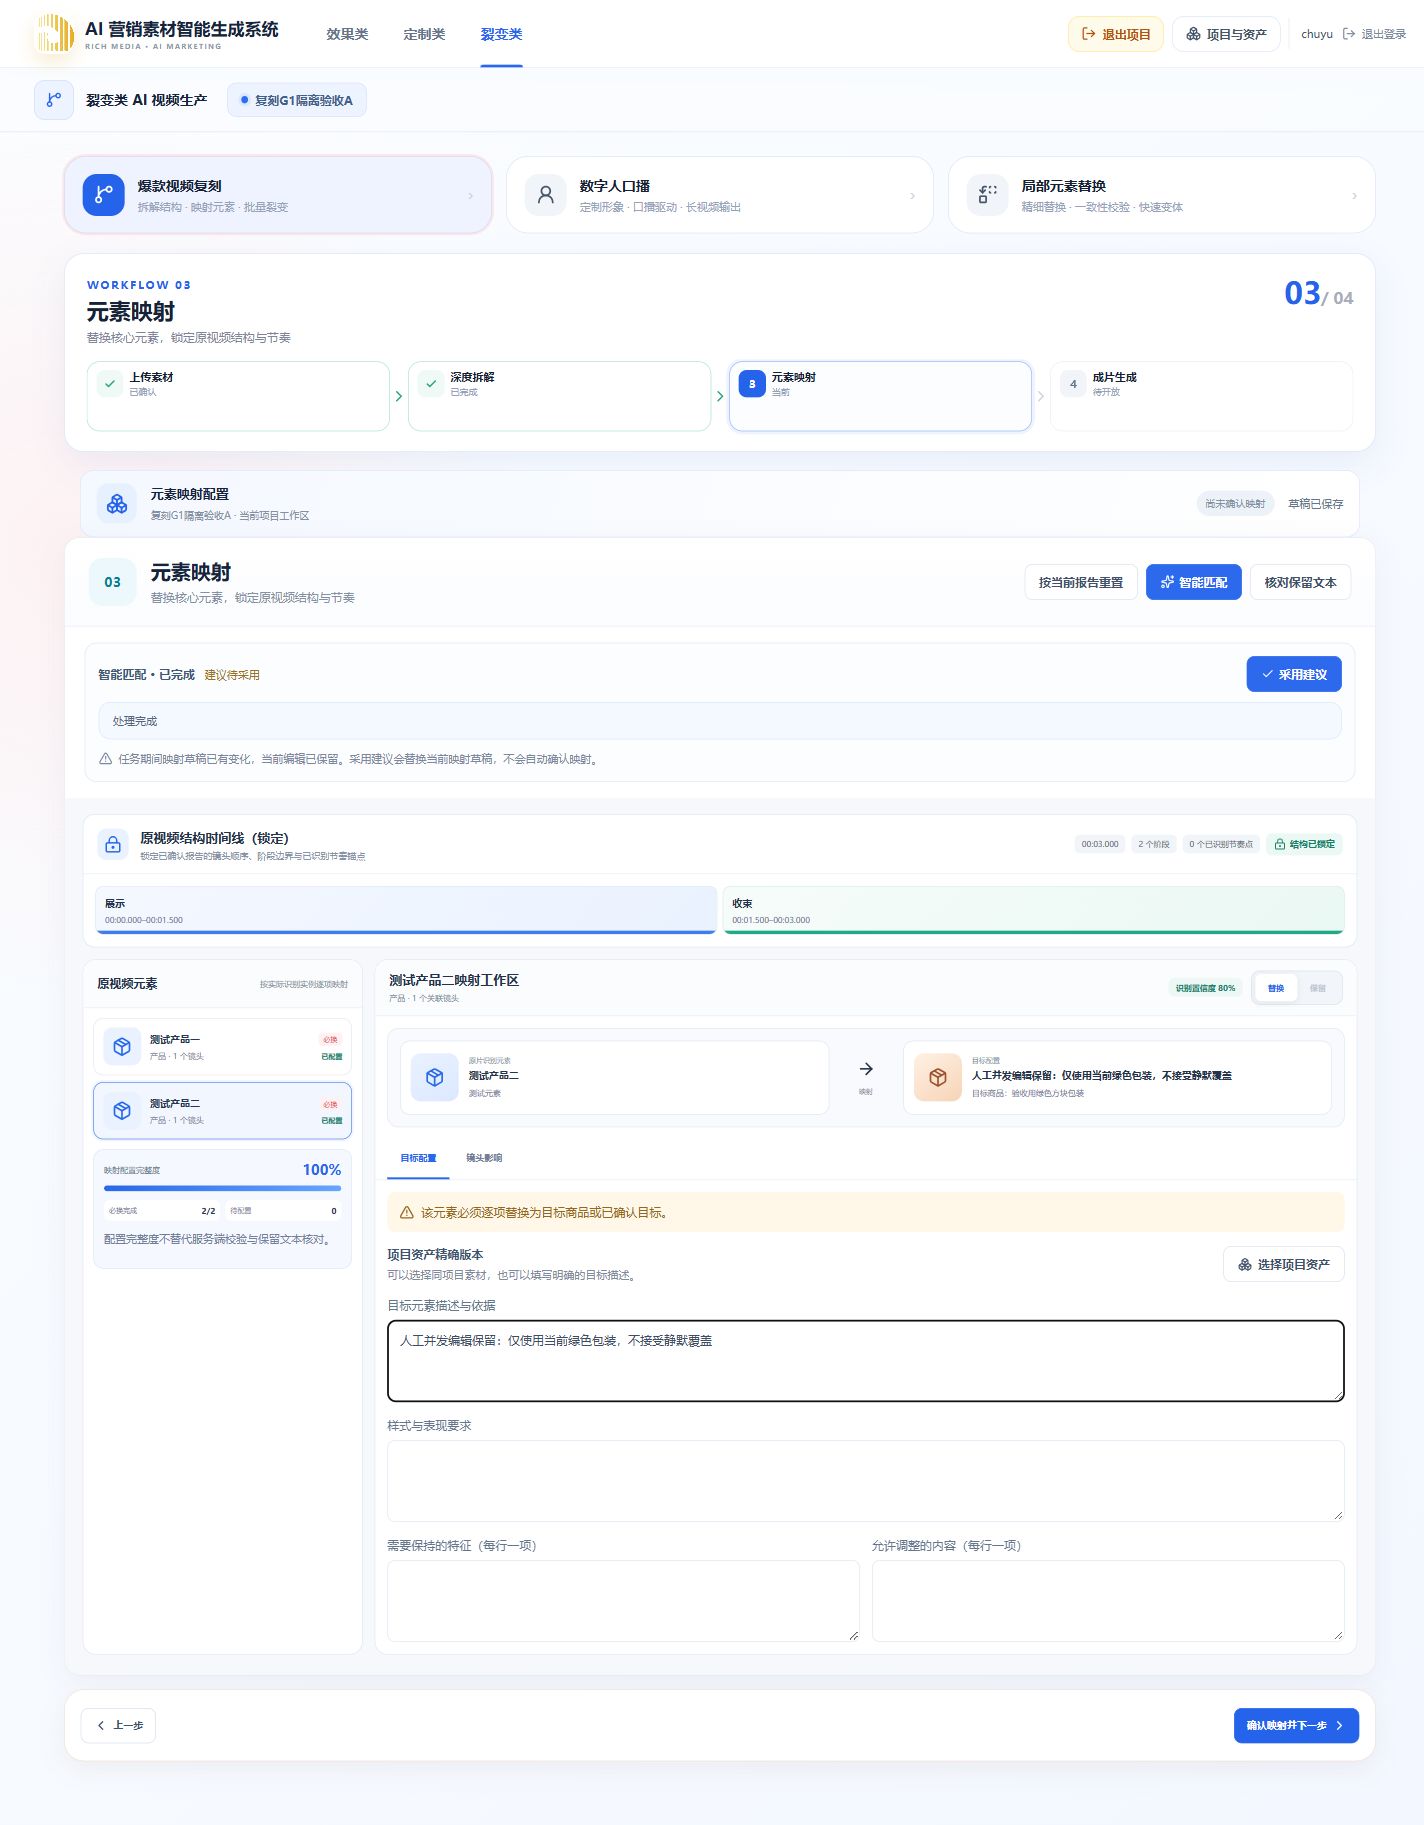 AI 营销素材智能生成系统
RICH MEDIA • AI MARKETING
效果类
定制类
裂变类
退出项目
项目与资产
chuyu
退出登录
裂变类 AI 视频生产
复刻G1隔离验收A
爆款视频复刻
拆解结构 · 映射元素 · 批量裂变
数字人口播
定制形象 · 口播驱动 · 长视频输出
局部元素替换
精细替换 · 一致性校验 · 快速变体
WORKFLOW 03
元素映射
替换核心元素，锁定原视频结构与节奏
03 / 04
上传素材
已确认
深度拆解
已完成
3
元素映射
当前
4
成片生成
待开放
元素映射配置
复刻G1隔离验收A · 当前项目工作区
尚未确认映射
草稿已保存
03
元素映射
替换核心元素，锁定原视频结构与节奏
按当前报告重置
智能匹配
核对保留文本
智能匹配 • 已完成
建议待采用
采用建议
处理完成
任务期间映射草稿已有变化，当前编辑已保留。采用建议会替换当前映射草稿，不会自动确认映射。
原视频结构时间线（锁定）
锁定已确认报告的镜头顺序、阶段边界与已识别节奏锚点
00:03.000
2 个阶段
0 个已识别节奏点
结构已锁定
展示
00:00.000–00:01.500
收束
00:01.500–00:03.000
原视频元素
按实际识别实例逐项映射
测试产品一
产品 · 1 个镜头
必换
已配置
测试产品二
产品 · 1 个镜头
必换
已配置
映射配置完整度
100%
必换完成
2/2
待配置
0
配置完整度不替代服务端校验与保留文本核对。
测试产品二映射工作区
产品 · 1 个关联镜头
识别置信度 80%
替换
保留
原片识别元素
测试产品二
测试元素
映射
目标配置
人工并发编辑保留：仅使用当前绿色包装，不接受静默覆盖
目标商品：验收用绿色方块包装
目标配置
镜头影响
该元素必须逐项替换为目标商品或已确认目标。
项目资产精确版本
可以选择同项目素材，也可以填写明确的目标描述。
选择项目资产
目标元素描述与依据
人工并发编辑保留：仅使用当前绿色包装，不接受静默覆盖
样式与表现要求
需要保持的特征（每行一项）
允许调整的内容（每行一项）
上一步
确认映射并下一步